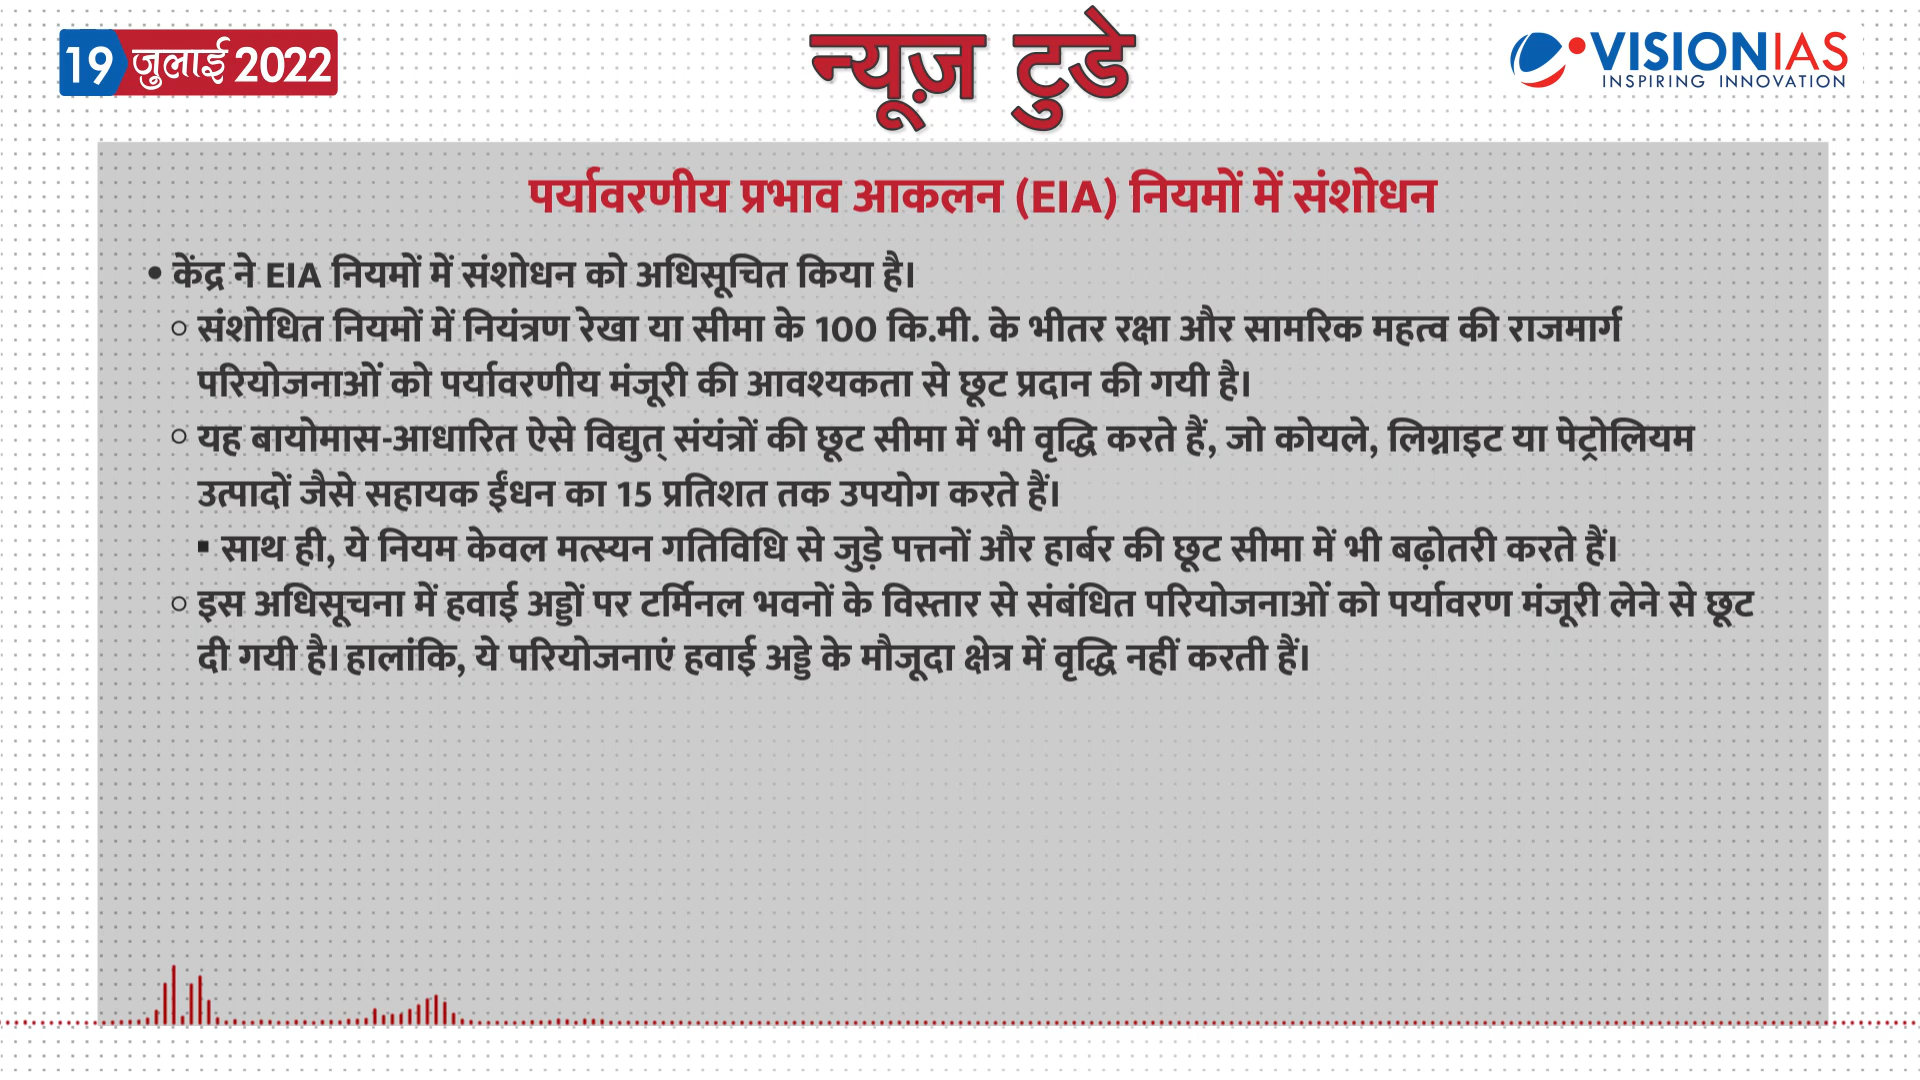 19 जुलाई 2022
न्यूज़ टुडे
VISIONIAS
INSPIRING INNOVATION
पर्यावरणीय प्रभाव आकलन (EIA) नियमों में संशोधन
• केंद्र ने EIA नियमों में संशोधन को अधिसूचित किया है।
○ संशोधित नियमों में नियंत्रण रेखा या सीमा के 100 कि.मी. के भीतर रक्षा और सामरिक महत्व की राजमार्ग
परियोजनाओं को पर्यावरणीय मंजूरी की आवश्यकता से छूट प्रदान की गयी है।
○ यह बायोमास-आधारित ऐसे विद्युत् संयंत्रों की छूट सीमा में भी वृद्धि करते हैं, जो कोयले, लिग्नाइट या पेट्रोलियम
उत्पादों जैसे सहायक ईंधन का 15 प्रतिशत तक उपयोग करते हैं।
▪ साथ ही, ये नियम केवल मत्स्यन गतिविधि से जुड़े पत्तनों और हार्बर की छूट सीमा में भी बढ़ोतरी करते हैं।
○ इस अधिसूचना में हवाई अड्डों पर टर्मिनल भवनों के विस्तार से संबंधित परियोजनाओं को पर्यावरण मंजूरी लेने से छूट
दी गयी है। हालांकि, ये परियोजनाएं हवाई अड्डे के मौजूदा क्षेत्र में वृद्धि नहीं करती हैं।